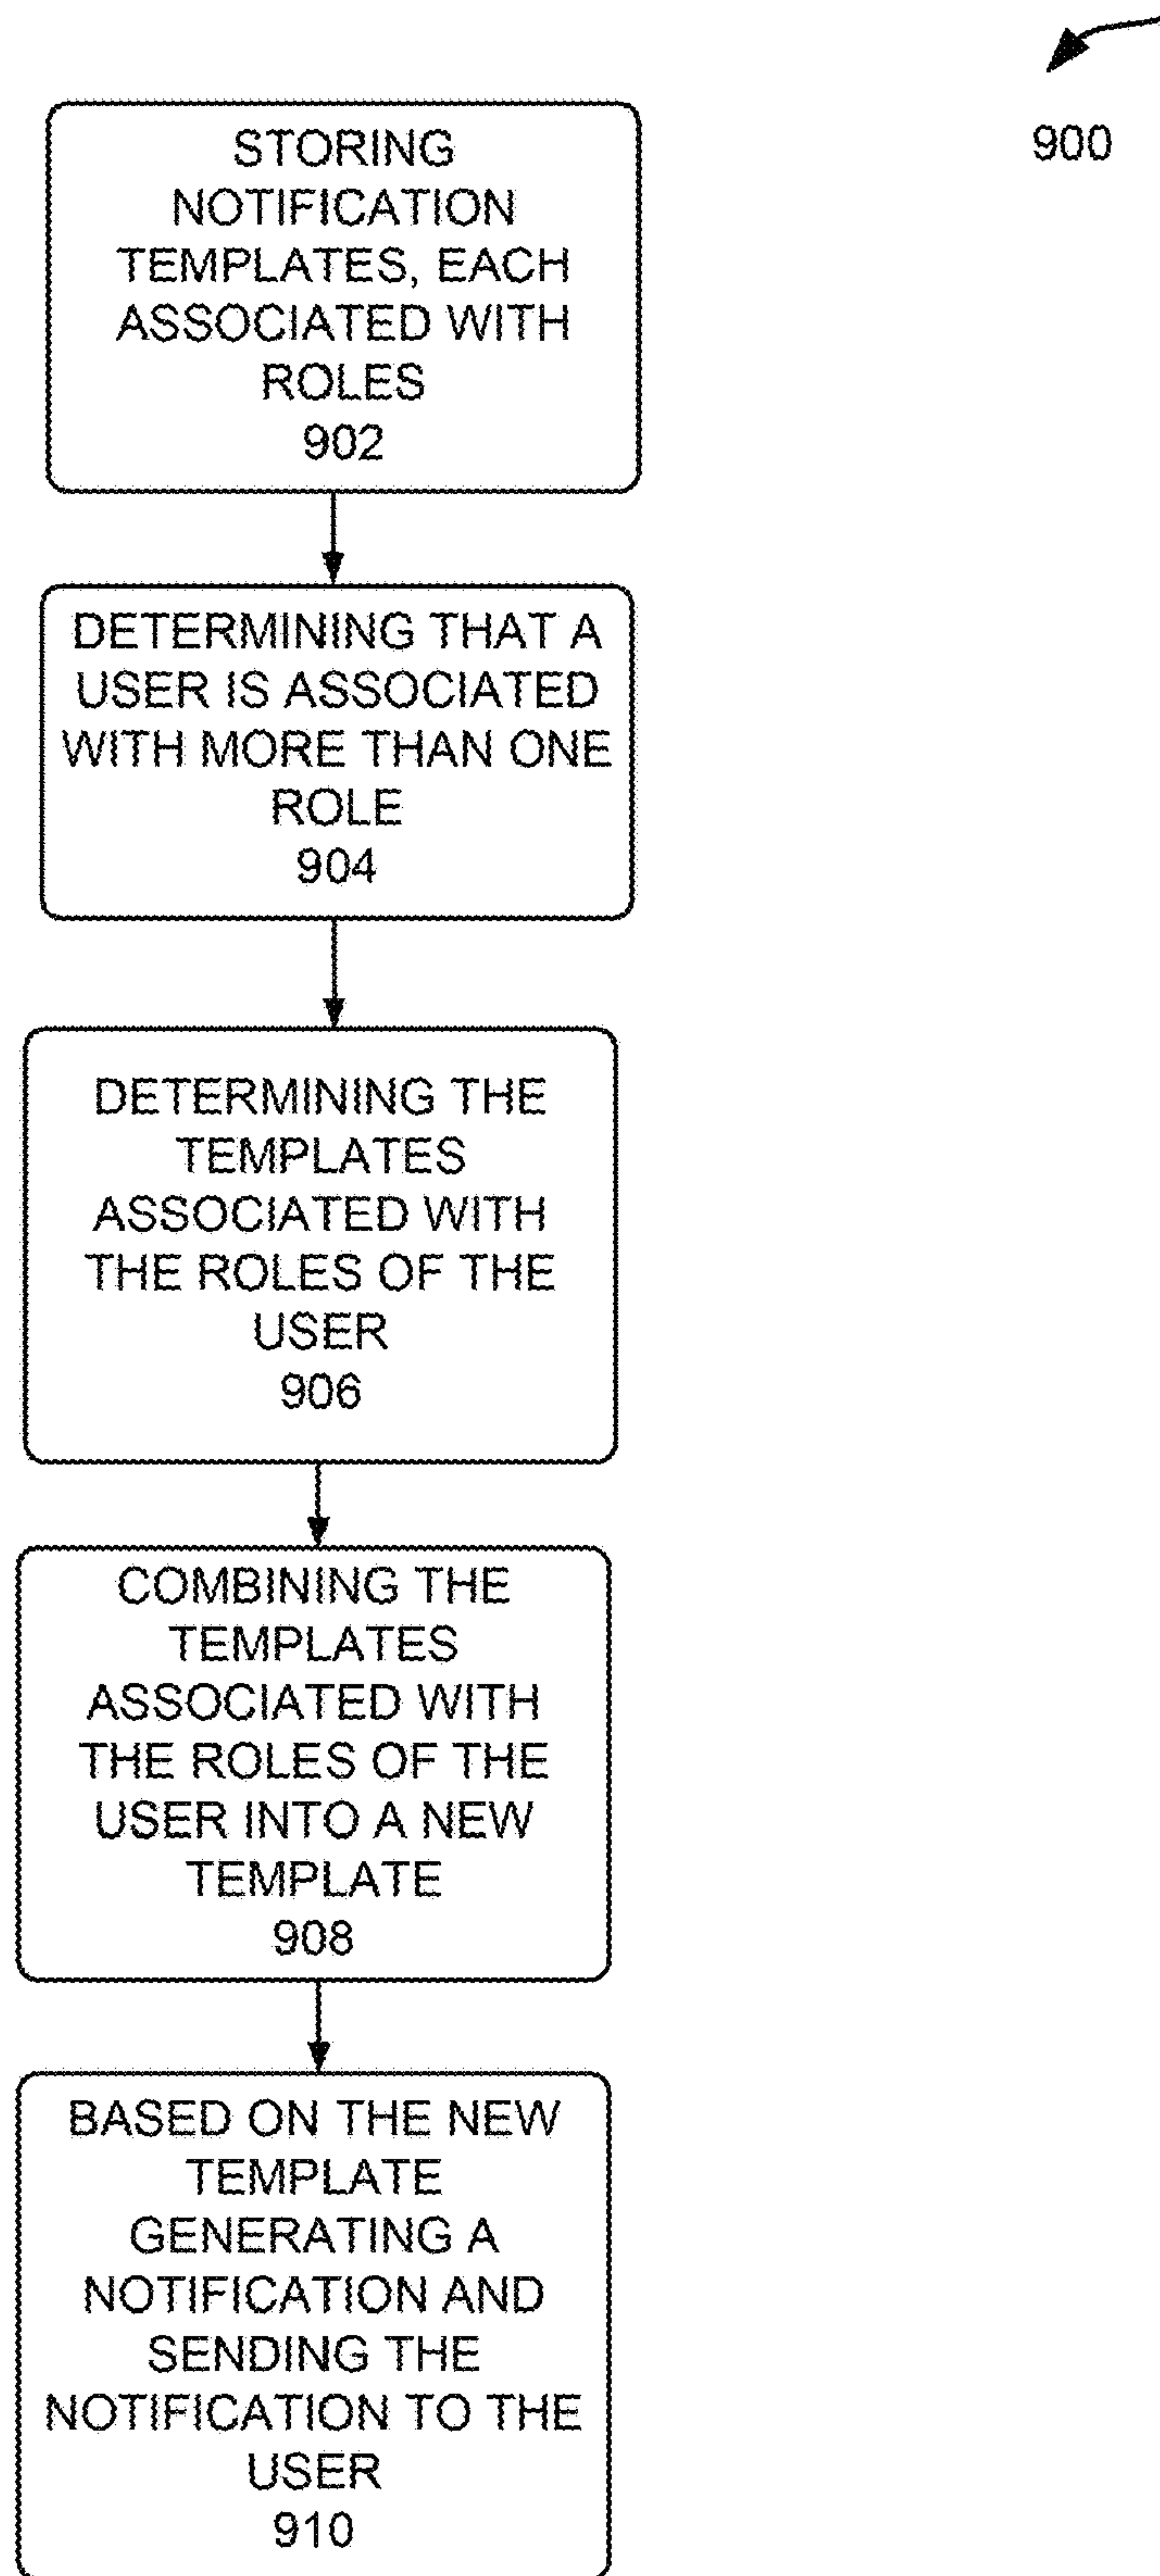 900
STORING
NOTIFICATION
TEMPLATES, EACH
ASSOCIATED WITH
ROLES
902
DETERMINING THAT A
USER IS ASSOCIATED
WITH MORE THAN ONE
ROLE
904
DETERMINING THE
TEMPLATES
ASSOCIATED WITH
THE ROLES OF THE
USER
906
COMBINING THE
TEMPLATES
ASSOCIATED WITH
THE ROLES OF THE
USER INTO A NEW
TEMPLATE
908
BASED ON THE NEW
TEMPLATE
GENERATING A
NOTIFICATION AND
SENDING THE
NOTIFICATION TO THE
USER
910